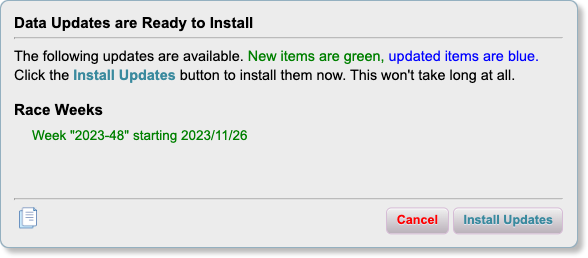 Data Updates are Ready to Install
The following updates are available. New items are green, updated items are blue.
Click the Install Updates button to install them now. This won't take long at all.
Race Weeks
Week "2023-48" starting 2023/11/26
Cancel Install Updates